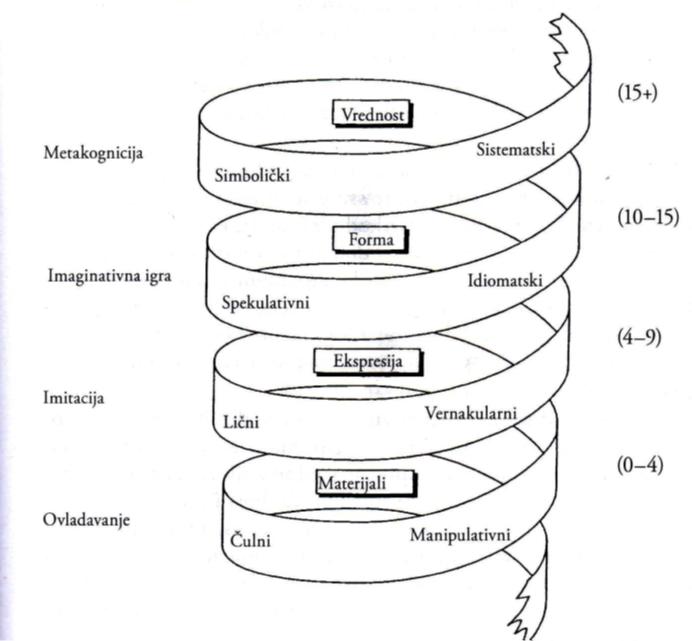 (15+)
Vrednost
Metakognicija
Sistematski
Simbolički
(10–15)
Forma
Imaginativna igra
Idiomatski
Spekulativni
(4–9)
Ekspresija
Imitacija
Vernakularni
Lični
(0–4)
Materijali
Ovladavanje
Manipulativni
Čulni